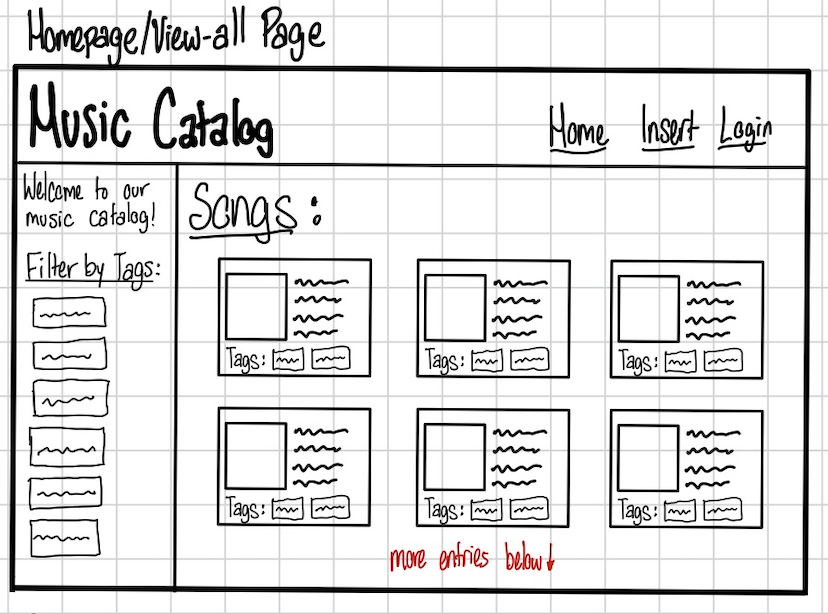 Homepage/View-all Page
Music Catalog
Home Insert Login
Welcome to our
music catalog!
Filter by Tags:
Songs:
Tags:
Tags:
Tags:
Tags:
Tags:
Tags:
more entries below↓